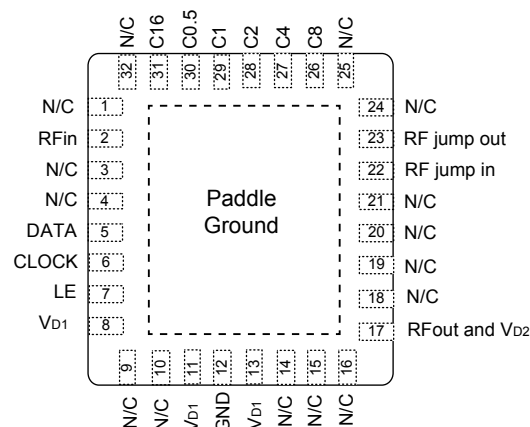 N/C C16 C0.5 C1 C2 C4 C8 N/C
32 31 30 29 28 27 26 25
N/C 1
RFin 2
N/C 3
N/C 4
DATA 5
CLOCK 6
LE 7
VD1 8
Paddle
Ground
24 N/C
23 RF jump out
22 RF jump in
21 N/C
20 N/C
19 N/C
18 N/C
17 RFout and VD2
9 10 11 12 13 14 15 16
N/C N/C VD1 GND VD1 N/C N/C N/C